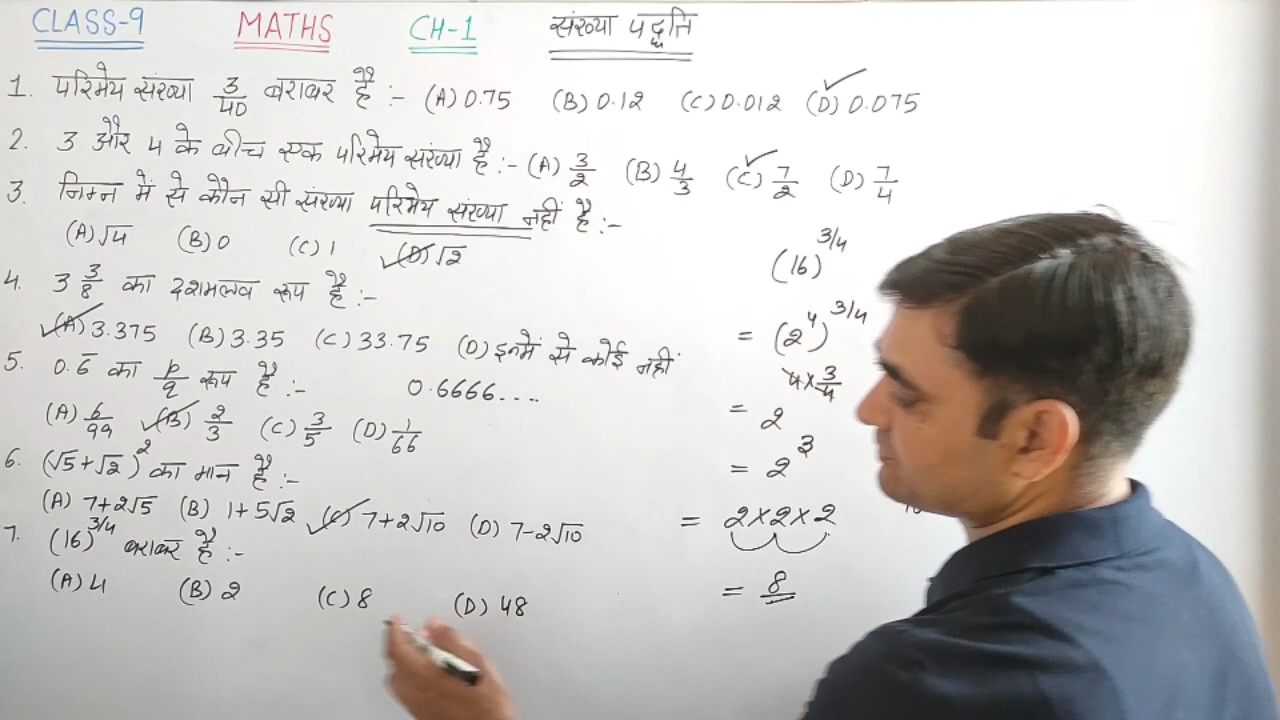 CLASS-9 MATHS CH-1 संख्या पद्धति
1. परिमेय संख्या 3/40 बराबर है :- (A) 0.75 (B) 0.12 (C) 0.012 (D) 0.075
2. 3 और 4 के बीच एक परिमेय संख्या है :- (A) 3/2 (B) 4/3 (C) 7/2 (D) 7/4
3. निम्न में से कौन सी संख्या परिमेय संख्या नहीं है :-
(A) √4 (B) 0 (C) 1 (D) √2
4. 3 3/8 का दशमलव रूप है :-
(A) 3.375 (B) 3.35 (C) 33.75 (D) इनमें से कोई नहीं
5. 0.6̅ का p/q रूप है :- 0.6666....
(A) 6/99 (B) 2/3 (C) 3/5 (D) 1/66
6. (√5+√2)² का मान है :-
(A) 7+2√5 (B) 1+5√2 (C) 7+2√10 (D) 7-2√10
7. (16)^3/4 बराबर है :-
(A) 4 (B) 2 (C) 8 (D) 48
(16)^3/4
= (2^4)^3/4
= 2^4×3/4
= 2^3
= 2×2×2
= 8